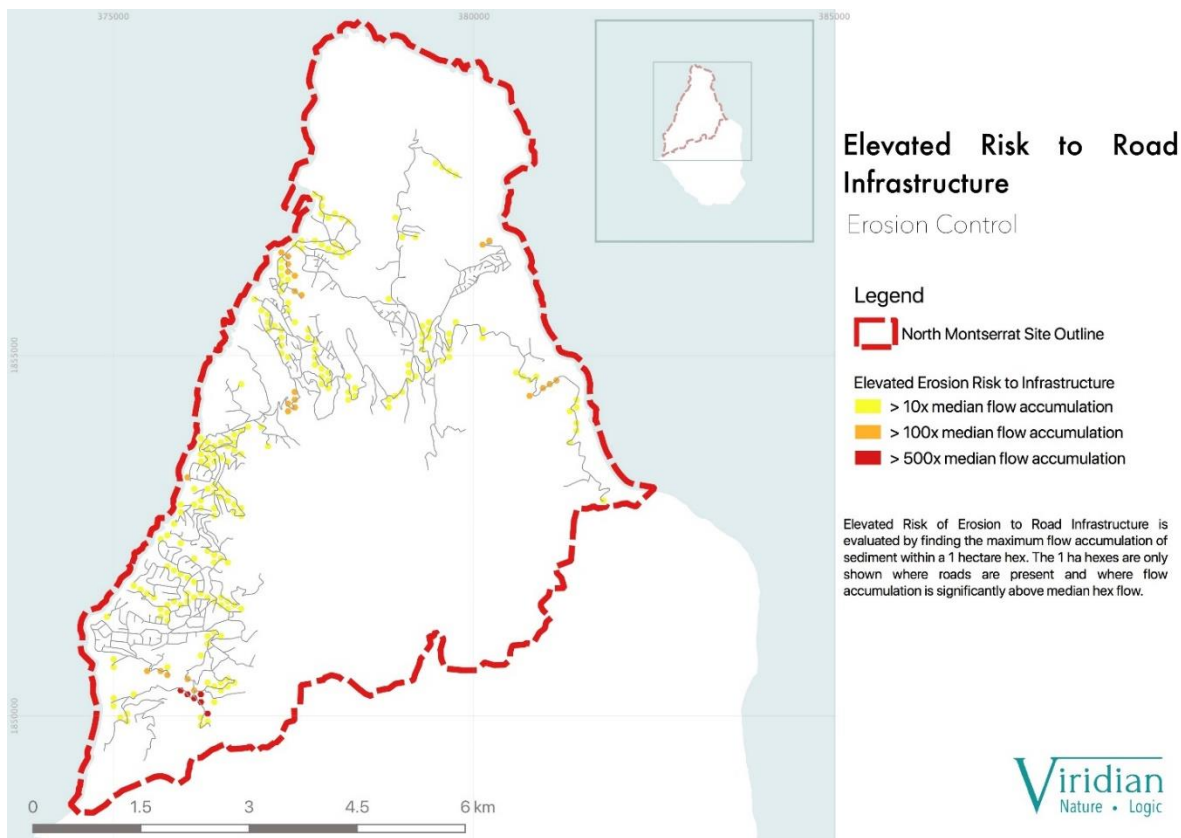 375000
380000
385000
1855000
1850000
Elevated Risk to Road
Infrastructure
Erosion Control
Legend
North Montserrat Site Outline
Elevated Erosion Risk to Infrastructure
> 10x median flow accumulation
> 100x median flow accumulation
> 500x median flow accumulation
Elevated Risk of Erosion to Road Infrastructure is
evaluated by finding the maximum flow accumulation of
sediment within a 1 hectare hex. The 1 ha hexes are only
shown where roads are present and where flow
accumulation is significantly above median hex flow.
0 1.5 3 4.5 6 km
Viridian
Nature • Logic